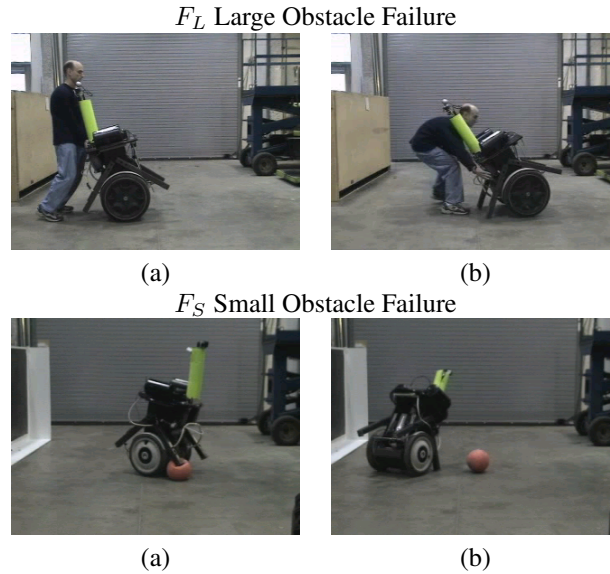 F_L Large Obstacle Failure
(a) (b)
F_S Small Obstacle Failure
(a) (b)